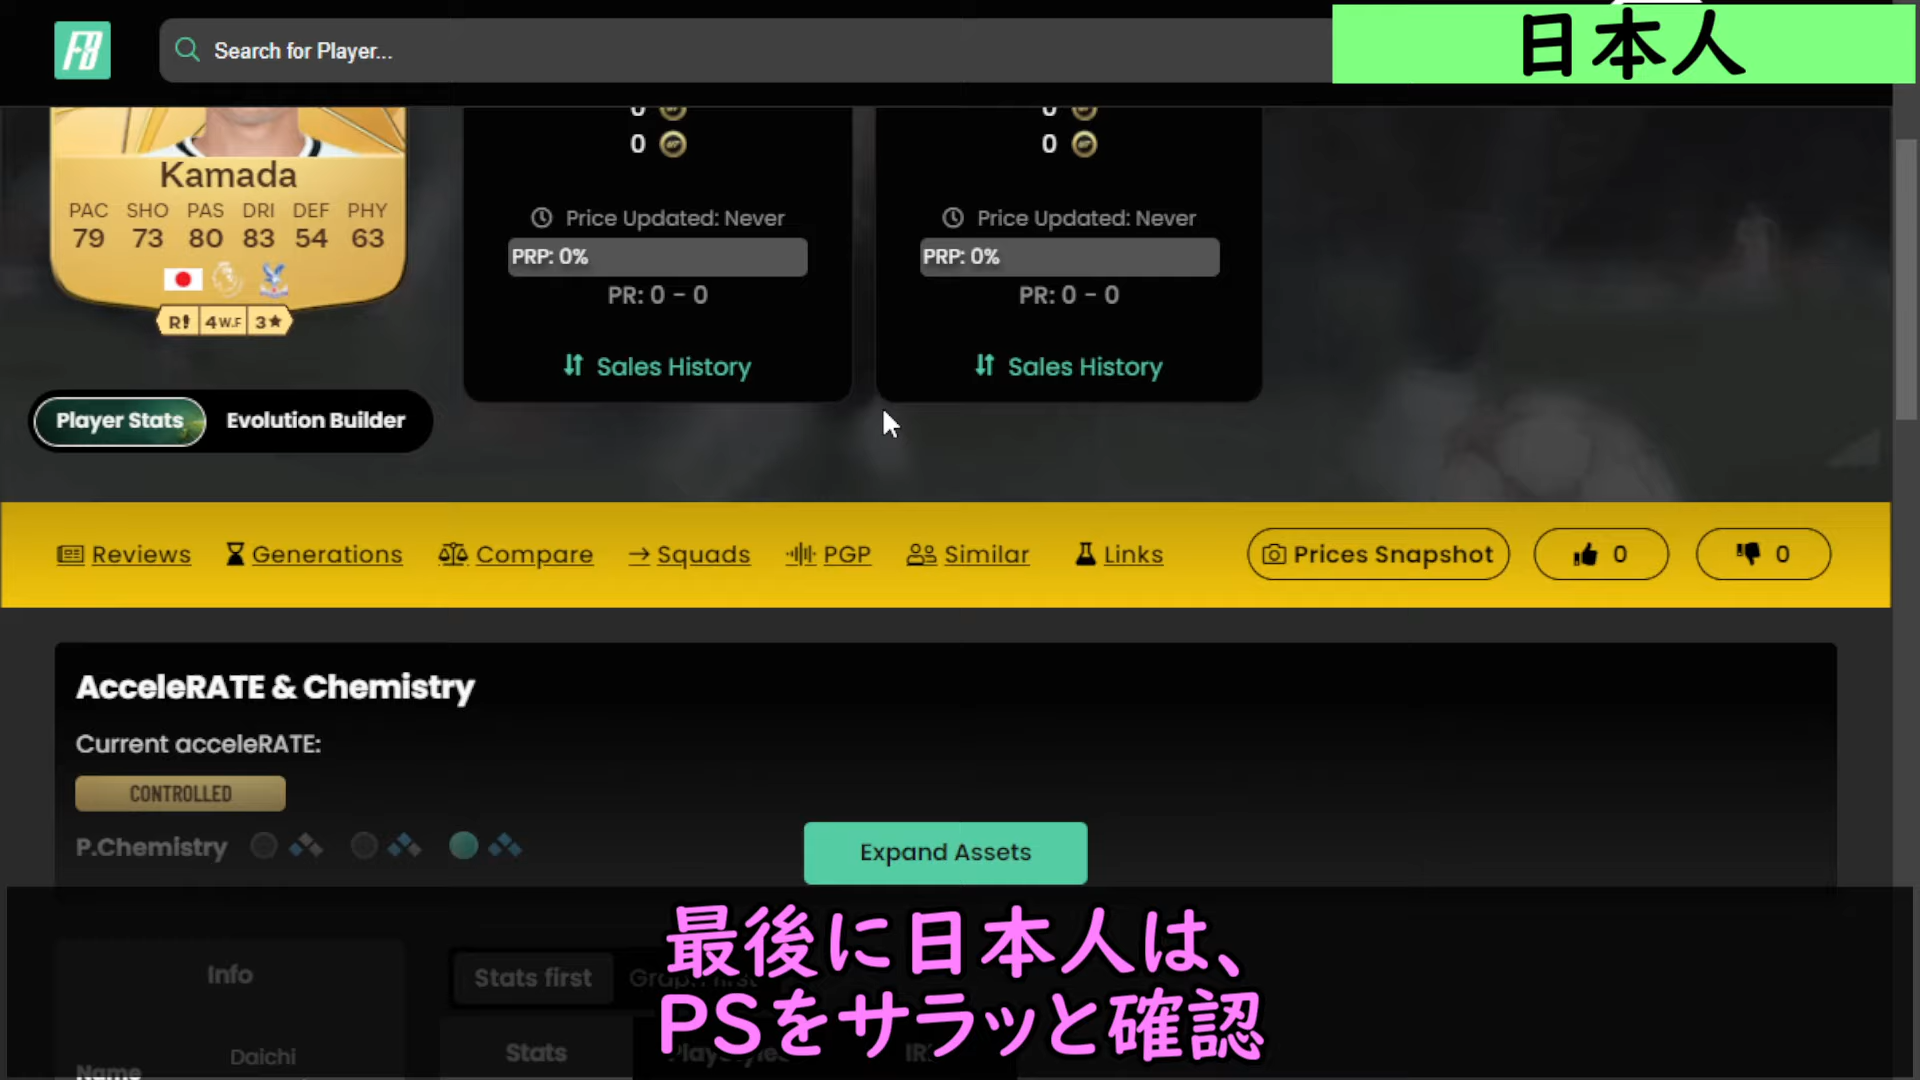 F8
Search for Player...
日本人
0
0
0
0
Kamada
PAC SHO PAS DRI DEF PHY
79 73 80 83 54 63
R 4 W.F 3★
Price Updated: Never
PRP: 0%
PR: 0 - 0
Sales History
Price Updated: Never
PRP: 0%
PR: 0 - 0
Sales History
Player Stats Evolution Builder
Reviews Generations Compare Squads PGP Similar Links Prices Snapshot 0 0
AcceleRATE & Chemistry
Current acceleRATE:
CONTROLLED
P.Chemistry
Expand Assets
Info
Stats first
Daichi
Name
Stats
最後に日本人は、
PSをサラッと確認